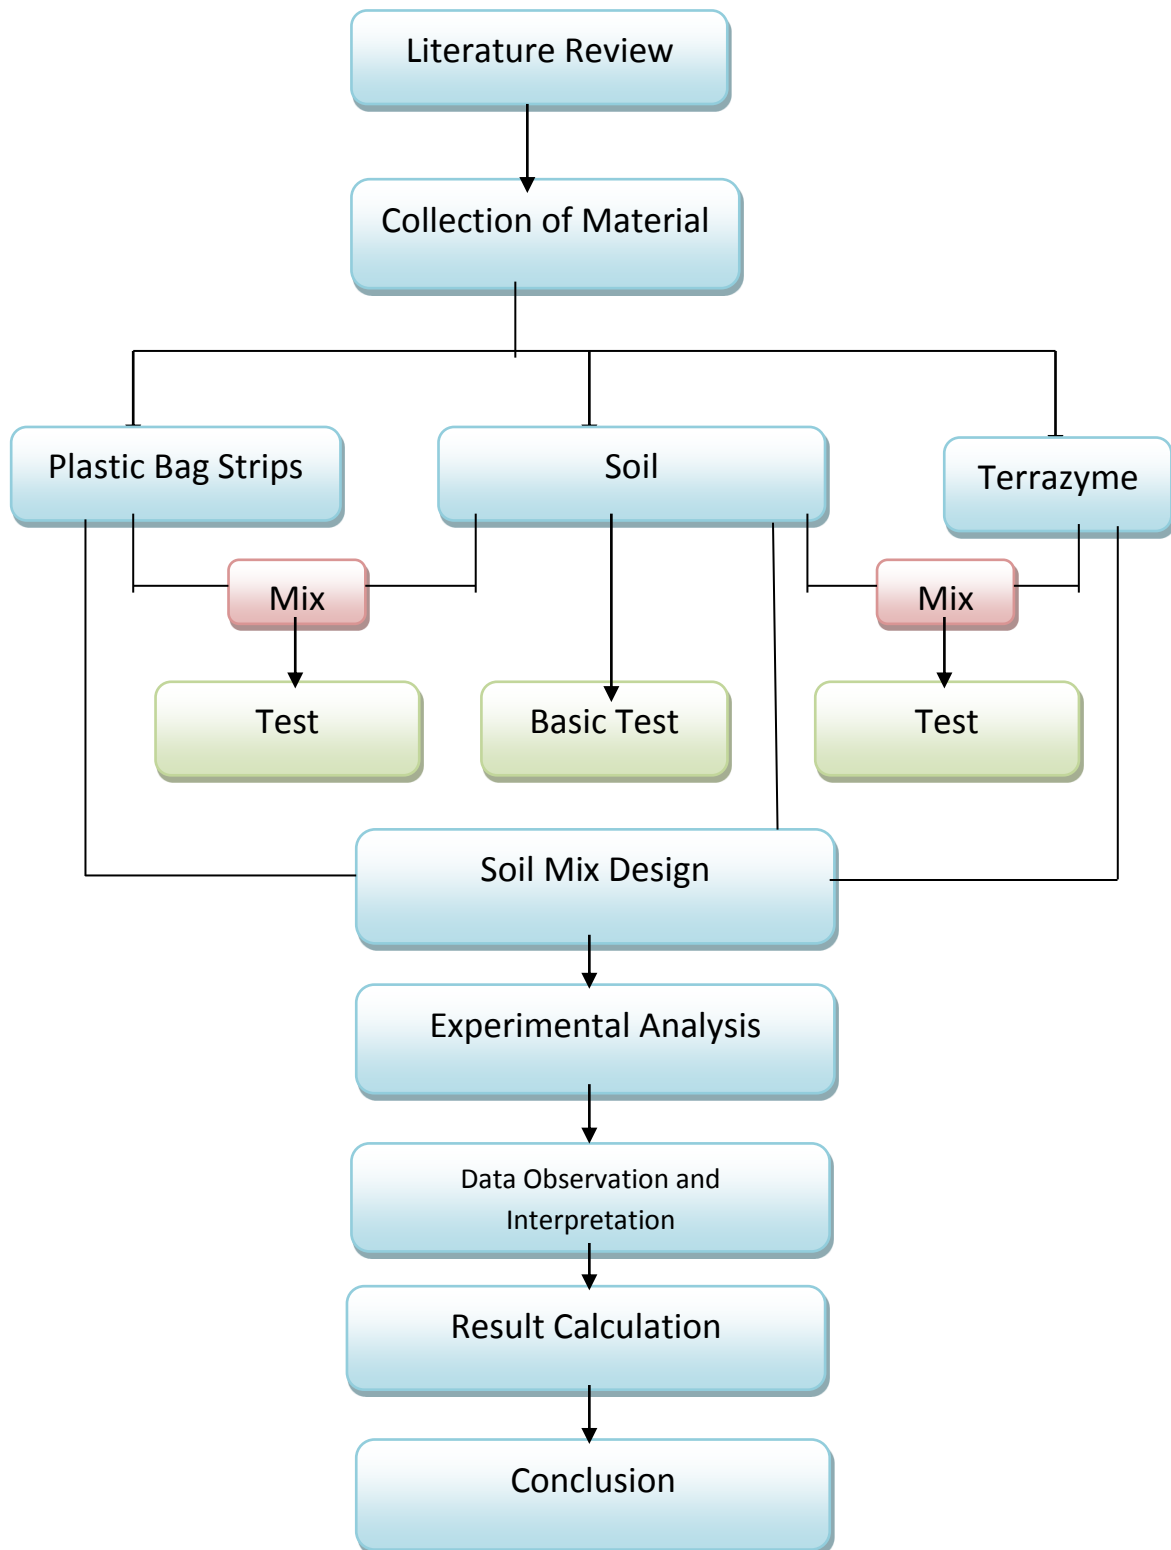 Literature Review
Collection of Material
Plastic Bag Strips
Soil
Terrazyme
Mix
Mix
Test
Basic Test
Test
Soil Mix Design
Experimental Analysis
Data Observation and
Interpretation
Result Calculation
Conclusion